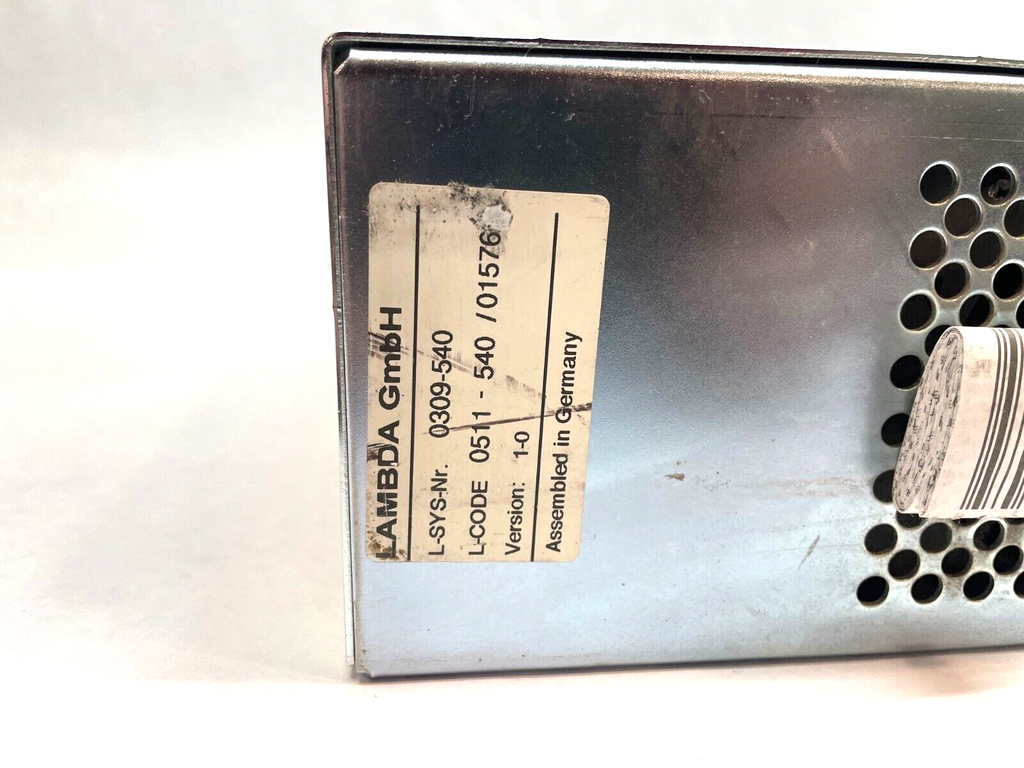 LAMBDA GmbH
L-SYS-Nr. 0309-540
L-CODE 0511 - 540 /01576
Version: 1-0
Assembled in Germany